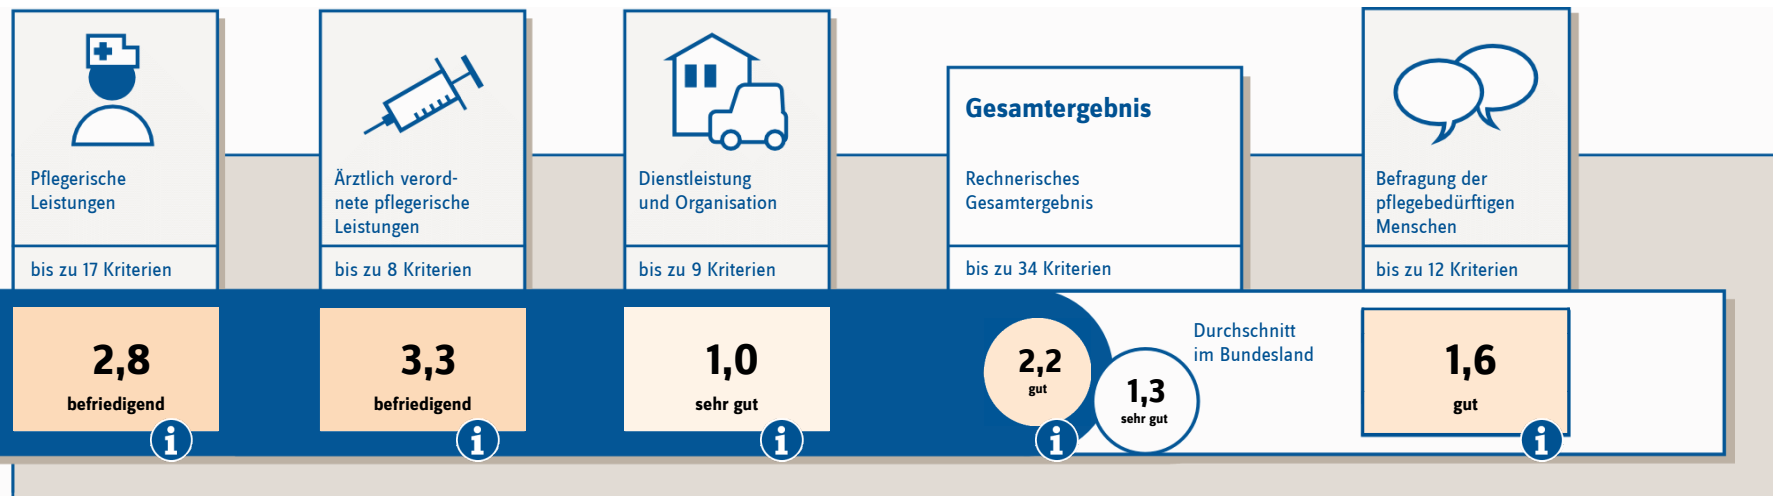 Pflegerische
Leistungen
bis zu 17 Kriterien
2,8
befriedigend
i
Ärztlich verord-
nete pflegerische
Leistungen
bis zu 8 Kriterien
3,3
befriedigend
i
Dienstleistung
und Organisation
bis zu 9 Kriterien
1,0
sehr gut
i
Gesamtergebnis
Rechnerisches
Gesamtergebnis
bis zu 34 Kriterien
2,2
gut
i
Durchschnitt
im Bundesland
1,3
sehr gut
Befragung der
pflegebedürftigen
Menschen
bis zu 12 Kriterien
1,6
gut
i